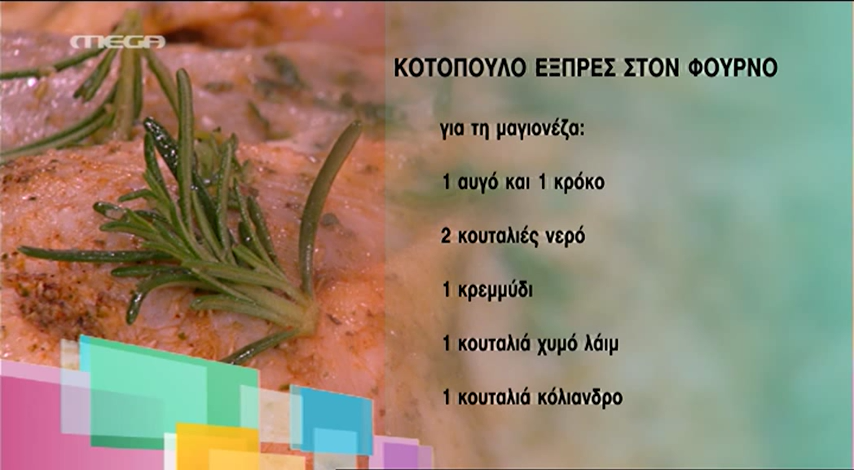 MEGA
ΚΟΤΟΠΟΥΛΟ ΕΞΠΡΕΣ ΣΤΟΝ ΦΟΥΡΝΟ
για τη μαγιονέζα:
1 αυγό και 1 κρόκο
2 κουταλιές νερό
1 κρεμμύδι
1 κουταλιά χυμό λάιμ
1 κουταλιά κόλιανδρο